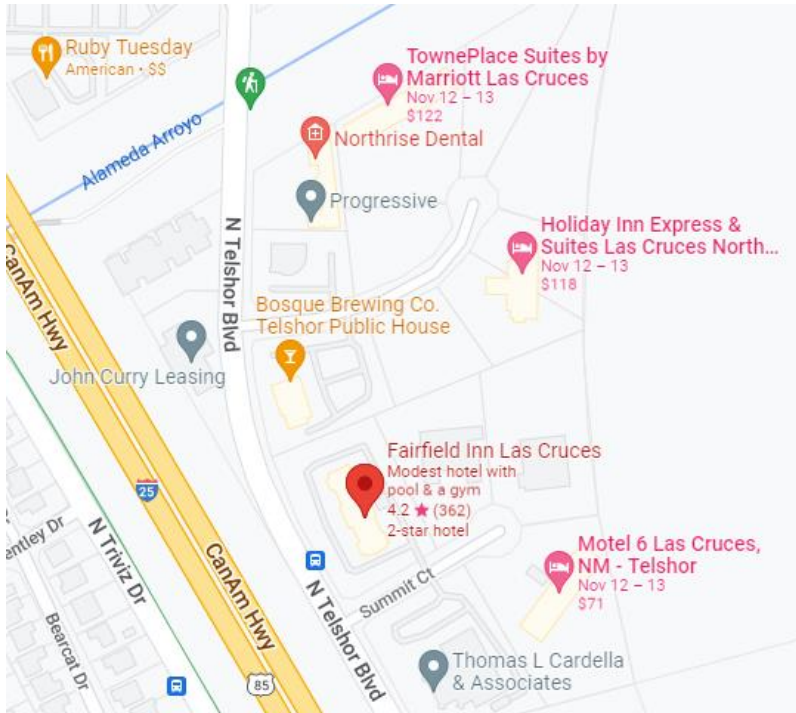 Ruby Tuesday
American • $$
TownePlace Suites by
Marriott Las Cruces
Nov 12 – 13
$122
Alameda Arroyo
Northrise Dental
Progressive
N Telshor Blvd
Holiday Inn Express &
Suites Las Cruces North...
Nov 12 – 13
$118
CanAm Hwy
Bosque Brewing Co.
Telshor Public House
John Curry Leasing
Fairfield Inn Las Cruces
Modest hotel with
pool & a gym
4.2 ★ (362)
2-star hotel
25
N Triviz Dr
entley Dr
CanAm Hwy
Motel 6 Las Cruces,
NM - Telshor
Nov 12 – 13
$71
Summit Ct
N Telshor Blvd
Bearcat Dr
85
Thomas L Cardella
& Associates